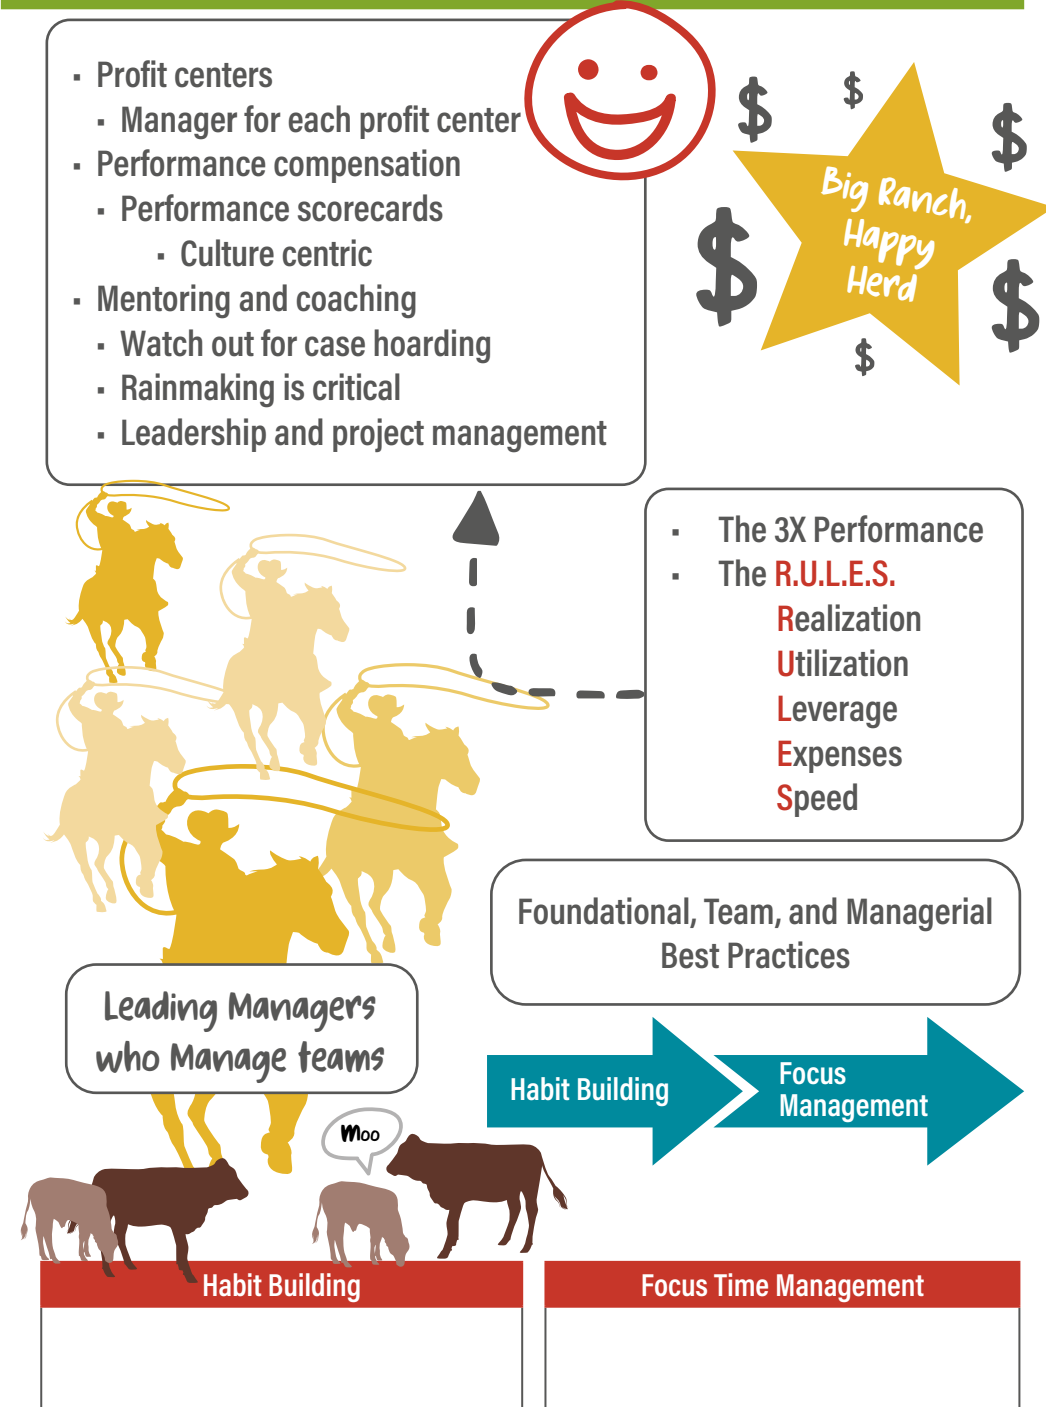 ▪ Profit centers
▪ Manager for each profit center
▪ Performance compensation
▪ Performance scorecards
▪ Culture centric
▪ Mentoring and coaching
▪ Watch out for case hoarding
▪ Rainmaking is critical
▪ Leadership and project management
$
$
$
$
$
$
Big Ranch,
Happy
Herd
▪ The 3X Performance
▪ The R.U.L.E.S.
Realization
Utilization
Leverage
Expenses
Speed
Foundational, Team, and Managerial
Best Practices
Leading Managers
who Manage teams
Habit Building
Focus
Management
Moo
Habit Building
Focus Time Management